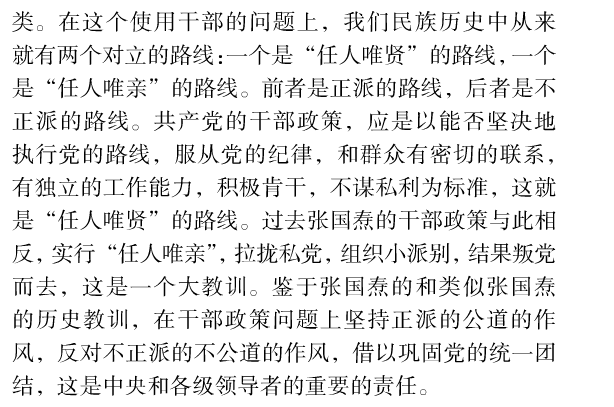 类。在这个使用干部的问题上，我们民族历史中从来
就有两个对立的路线：一个是“任人唯贤”的路线，一个
是“任人唯亲”的路线。前者是正派的路线，后者是不
正派的路线。共产党的干部政策，应是以能否坚决地
执行党的路线，服从党的纪律，和群众有密切的联系，
有独立的工作能力，积极肯干，不谋私利为标准，这就
是“任人唯贤”的路线。过去张国焘的干部政策与此相
反，实行“任人唯亲”，拉拢私党，组织小派别，结果叛党
而去，这是一个大教训。鉴于张国焘的和类似张国焘
的历史教训，在干部政策问题上坚持正派的公道的作
风，反对不正派的不公道的作风，借以巩固党的统一团
结，这是中央和各级领导者的重要的责任。